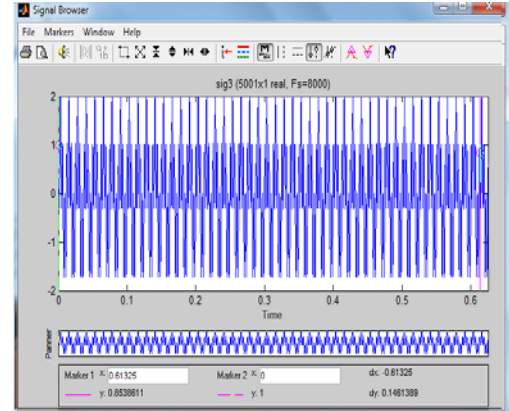 Signal Browser
File Markers Window Help
sig3 (5001x1 real, Fs=8000)
2
1
0
-1
-2
0 0.1 0.2 0.3 0.4 0.5 0.6
Time
Panner
Marker 1 x: 0.61325 Marker 2 x: 0 dx: -0.61325
y: 0.8538611 y: 1 dy: 0.1461389